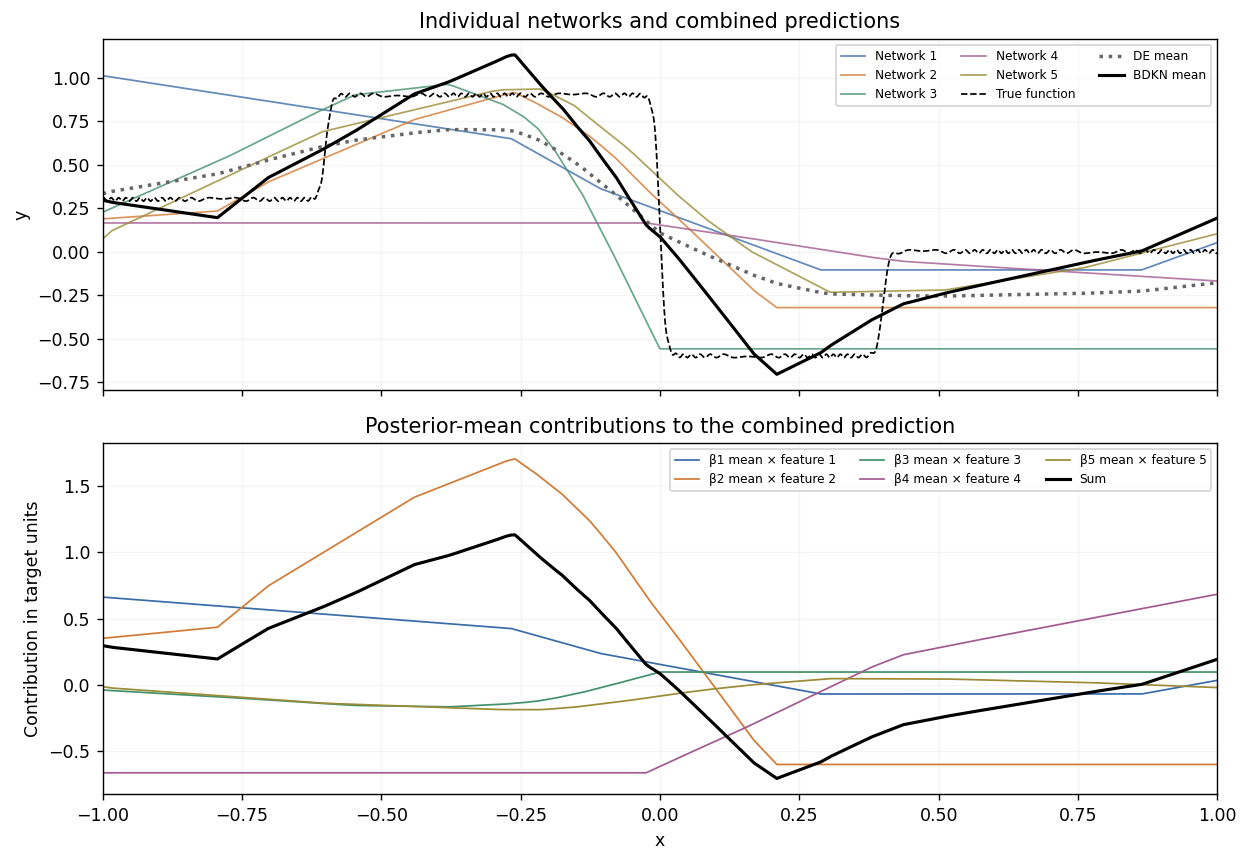 Individual networks and combined predictions
Network 1
Network 2
Network 3
Network 4
Network 5
True function
DE mean
BDKN mean
y
1.00
0.75
0.50
0.25
0.00
−0.25
−0.50
−0.75
Posterior-mean contributions to the combined prediction
β1 mean × feature 1
β2 mean × feature 2
β3 mean × feature 3
β4 mean × feature 4
β5 mean × feature 5
Sum
Contribution in target units
1.5
1.0
0.5
0.0
−0.5
−1.00
−0.75
−0.50
−0.25
0.00
0.25
0.50
0.75
1.00
x